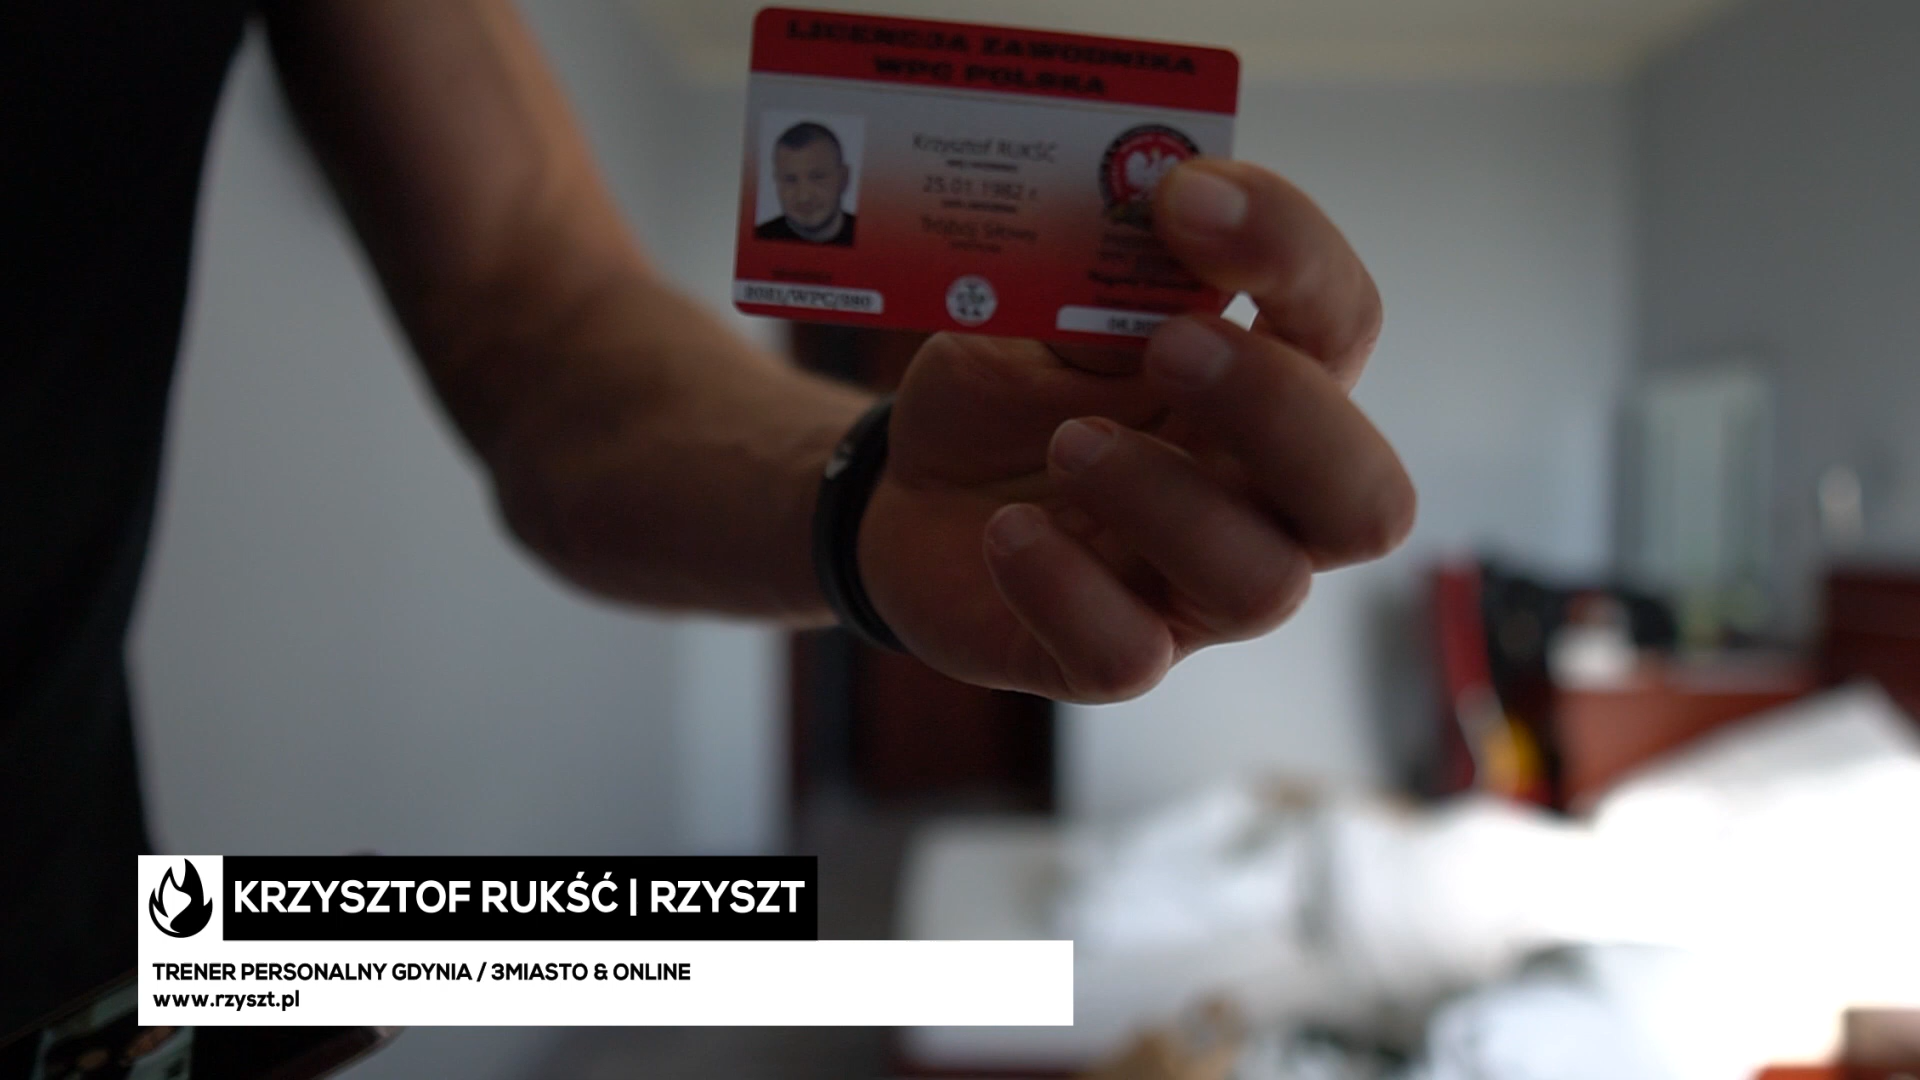 LICENCJA ZAWODNIKA
WPC POLSKA
Krzysztof RUKŚĆ
25.01.1982 r.
Trójbój Siłowy
2021/WPC/280
KRZYSZTOF RUKŚĆ | RZYSZT
TRENER PERSONALNY GDYNIA / 3MIASTO & ONLINE
www.rzyszt.pl